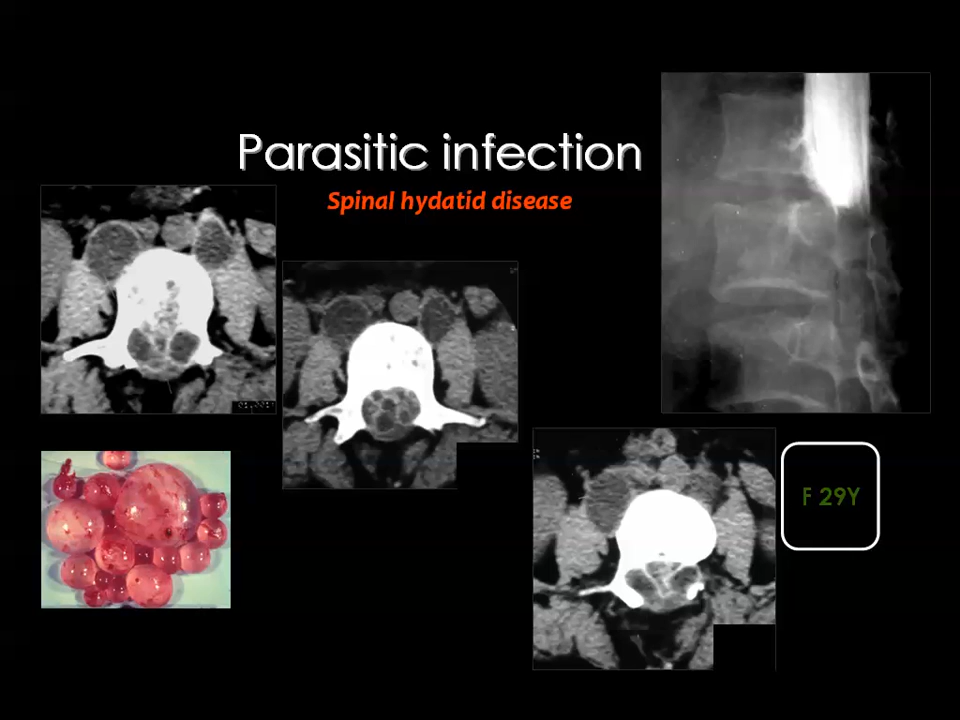 Parasitic infection
Spinal hydatid disease
F 29Y